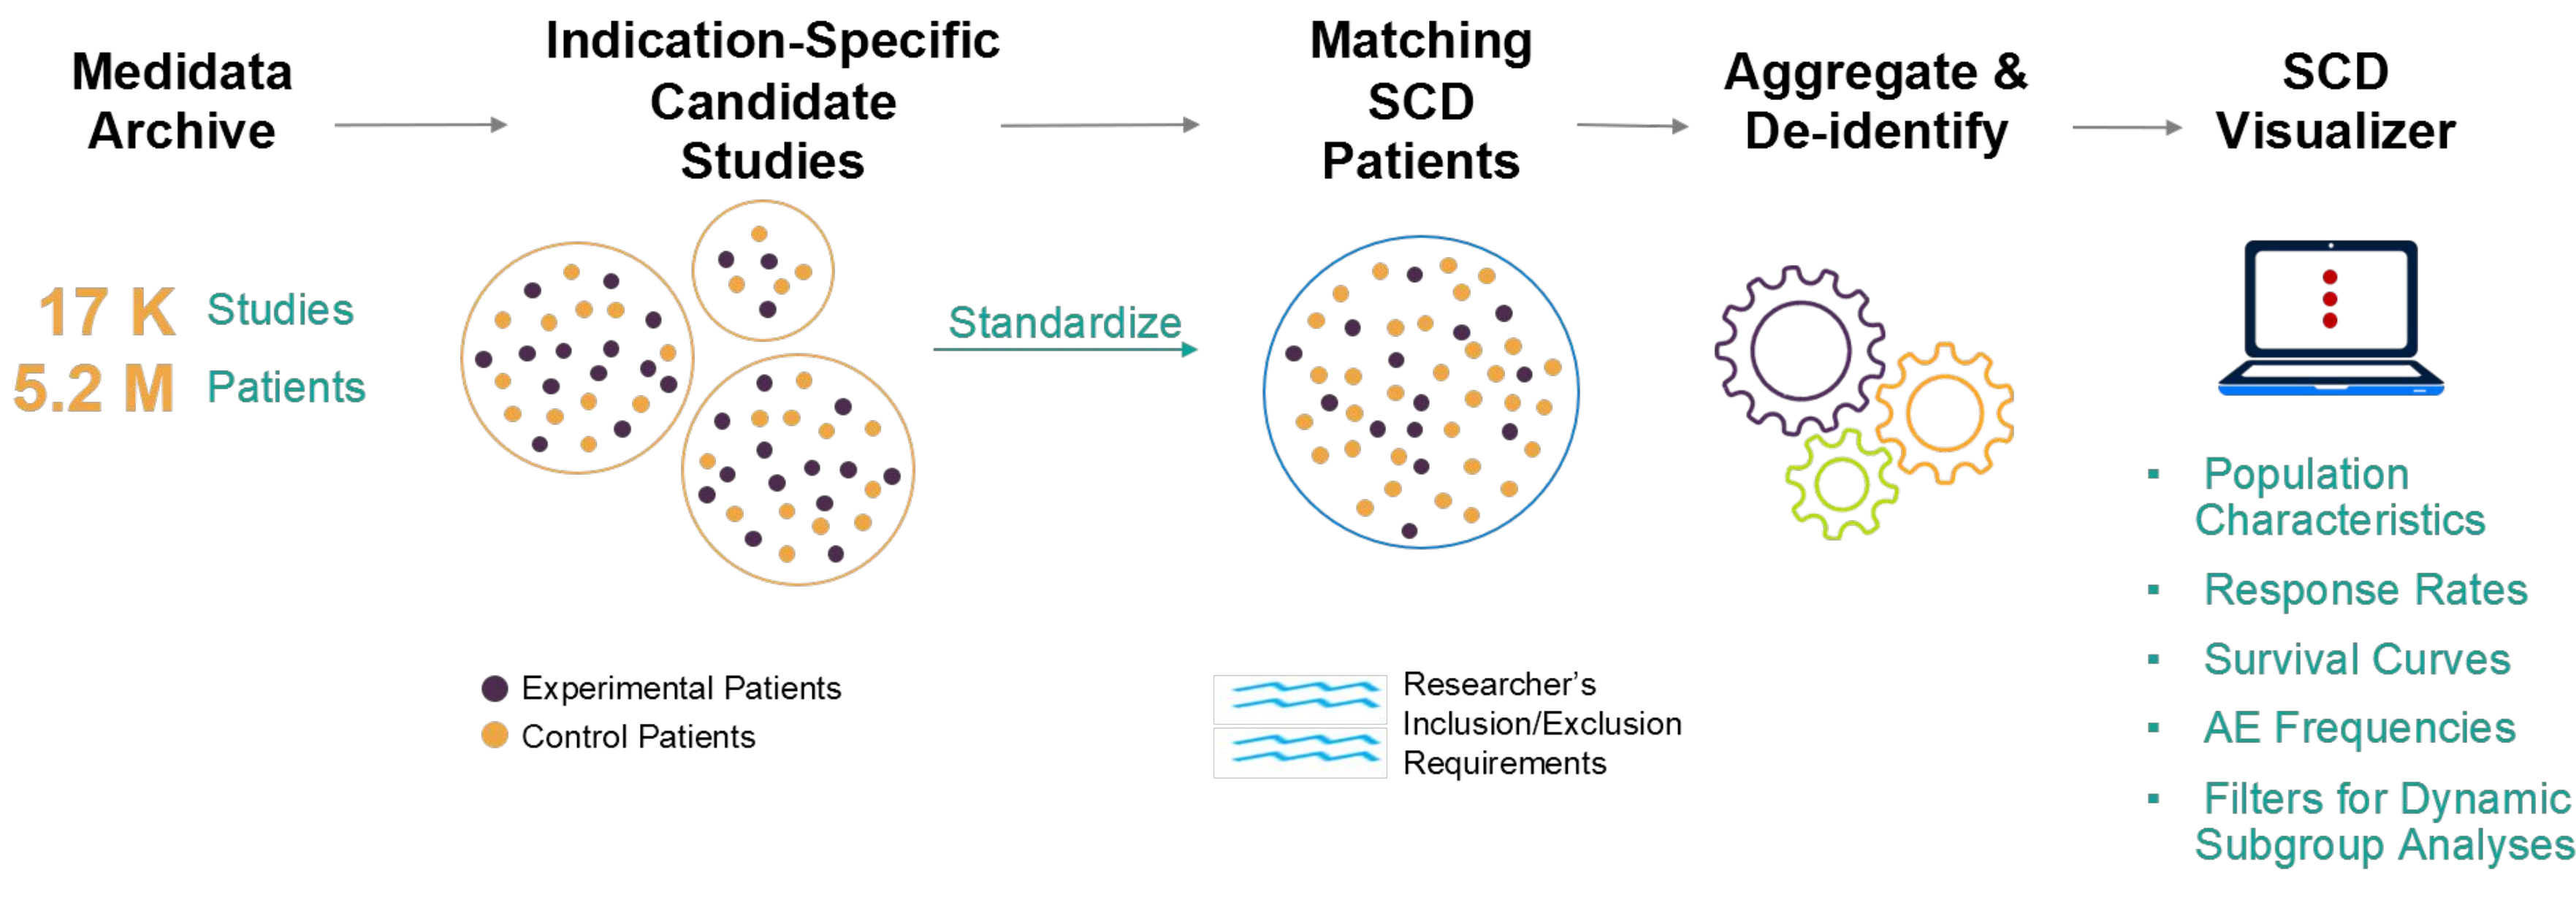 Medidata
Archive
Indication-Specific
Candidate
Studies
Matching
SCD
Patients
Aggregate &
De-identify
SCD
Visualizer
17 K Studies
5.2 M Patients
Standardize
Experimental Patients
Control Patients
Researcher’s
Inclusion/Exclusion
Requirements
▪ Population
Characteristics
▪ Response Rates
▪ Survival Curves
▪ AE Frequencies
▪ Filters for Dynamic
Subgroup Analyses